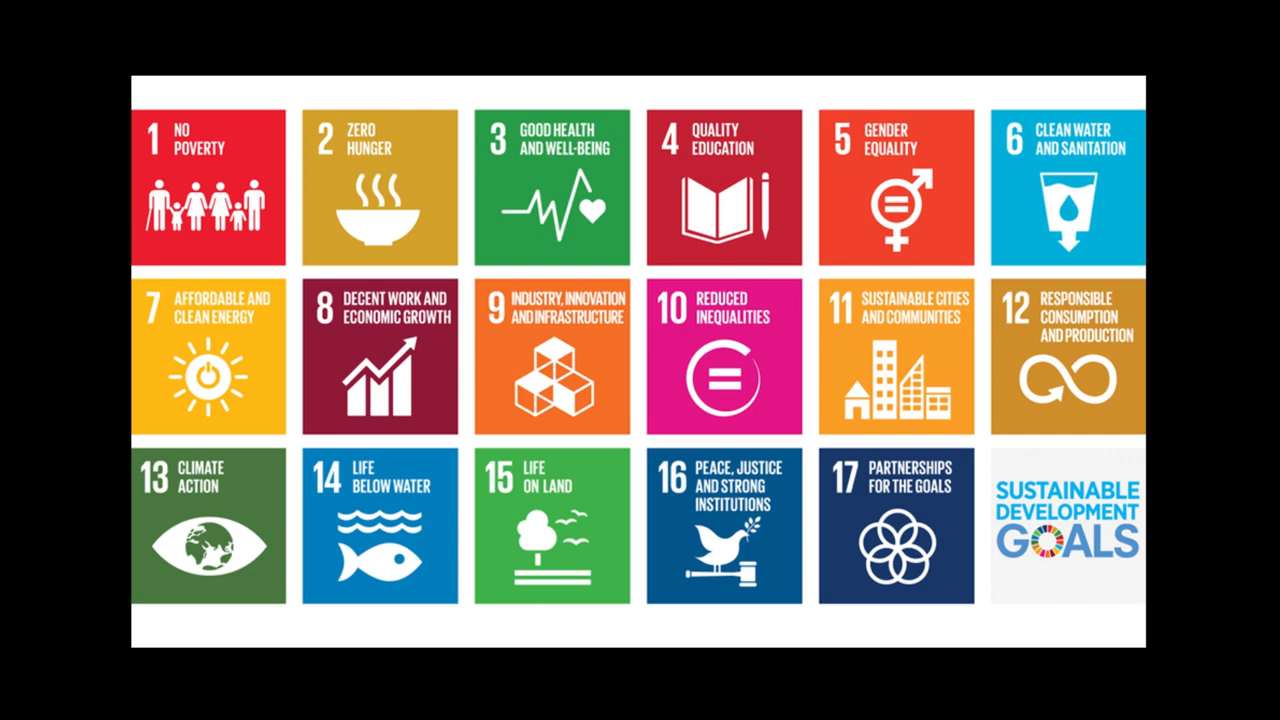 1 NO
POVERTY
2 ZERO
HUNGER
3 GOOD HEALTH
AND WELL-BEING
4 QUALITY
EDUCATION
5 GENDER
EQUALITY
6 CLEAN WATER
AND SANITATION
7 AFFORDABLE AND
CLEAN ENERGY
8 DECENT WORK AND
ECONOMIC GROWTH
9 INDUSTRY, INNOVATION
AND INFRASTRUCTURE
10 REDUCED
INEQUALITIES
11 SUSTAINABLE CITIES
AND COMMUNITIES
12 RESPONSIBLE
CONSUMPTION
AND PRODUCTION
13 CLIMATE
ACTION
14 LIFE
BELOW WATER
15 LIFE
ON LAND
16 PEACE, JUSTICE
AND STRONG
INSTITUTIONS
17 PARTNERSHIPS
FOR THE GOALS
SUSTAINABLE
DEVELOPMENT
GOALS